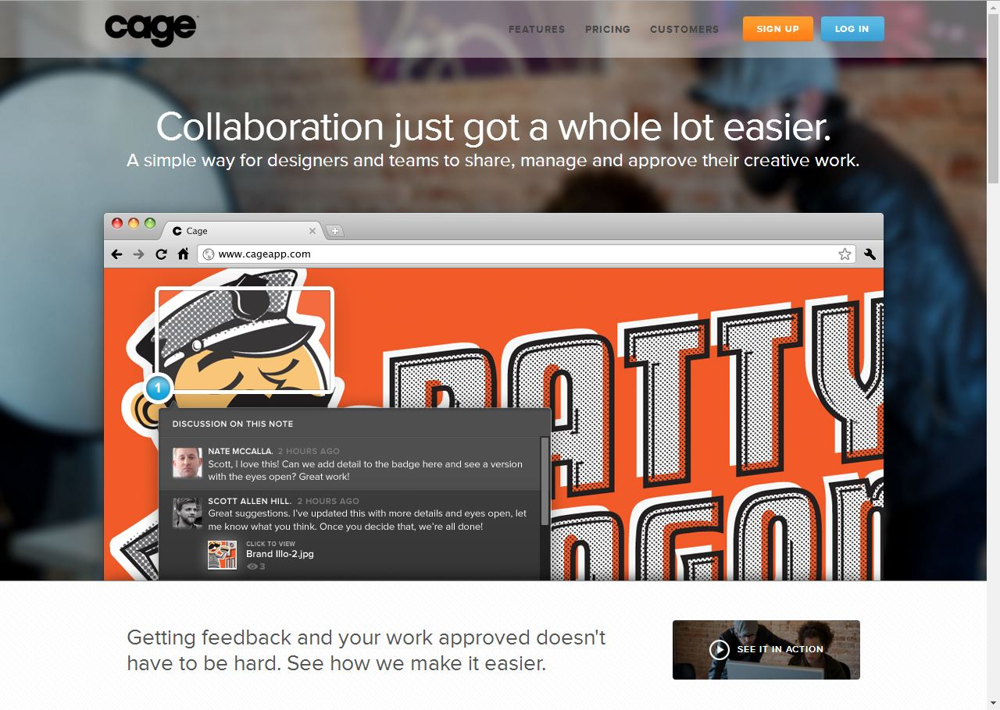 cage™
FEATURES
PRICING
CUSTOMERS
SIGN UP
LOG IN
Collaboration just got a whole lot easier.
A simple way for designers and teams to share, manage and approve their creative work.
Cage
www.cageapp.com
PATTY
1
DISCUSSION ON THIS NOTE
NATE MCCALLA. 2 HOURS AGO
Scott, I love this! Can we add detail to the badge here and see a version
with the eyes open? Great work!
SCOTT ALLEN HILL. 2 HOURS AGO
Great suggestions. I've updated this with more details and eyes open, let
me know what you think. Once you decide that, we're all done!
CLICK TO VIEW
Brand Illo-2.jpg
3
Getting feedback and your work approved doesn't
have to be hard. See how we make it easier.
SEE IT IN ACTION